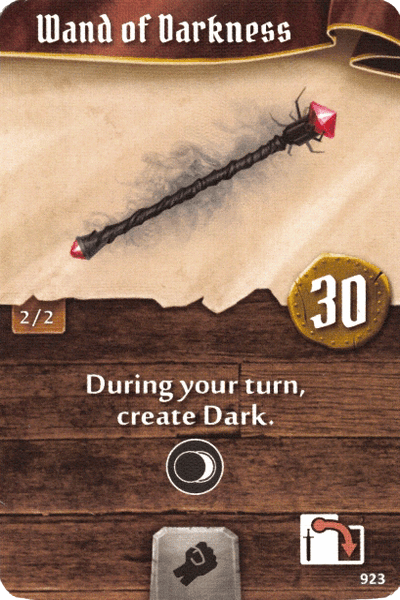 Wand of Darkness
30
2/2
During your turn,
create Dark.
923